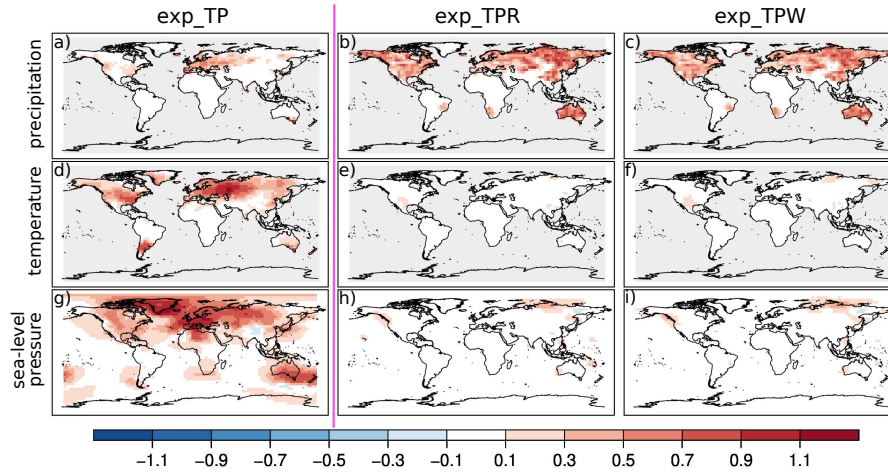 exp_TP exp_TPR exp_TPW
precipitation a) b) c)
temperature d) e) f)
sea-level
pressure g) h) i)
−1.1 −0.9 −0.7 −0.5 −0.3 −0.1 0.1 0.3 0.5 0.7 0.9 1.1